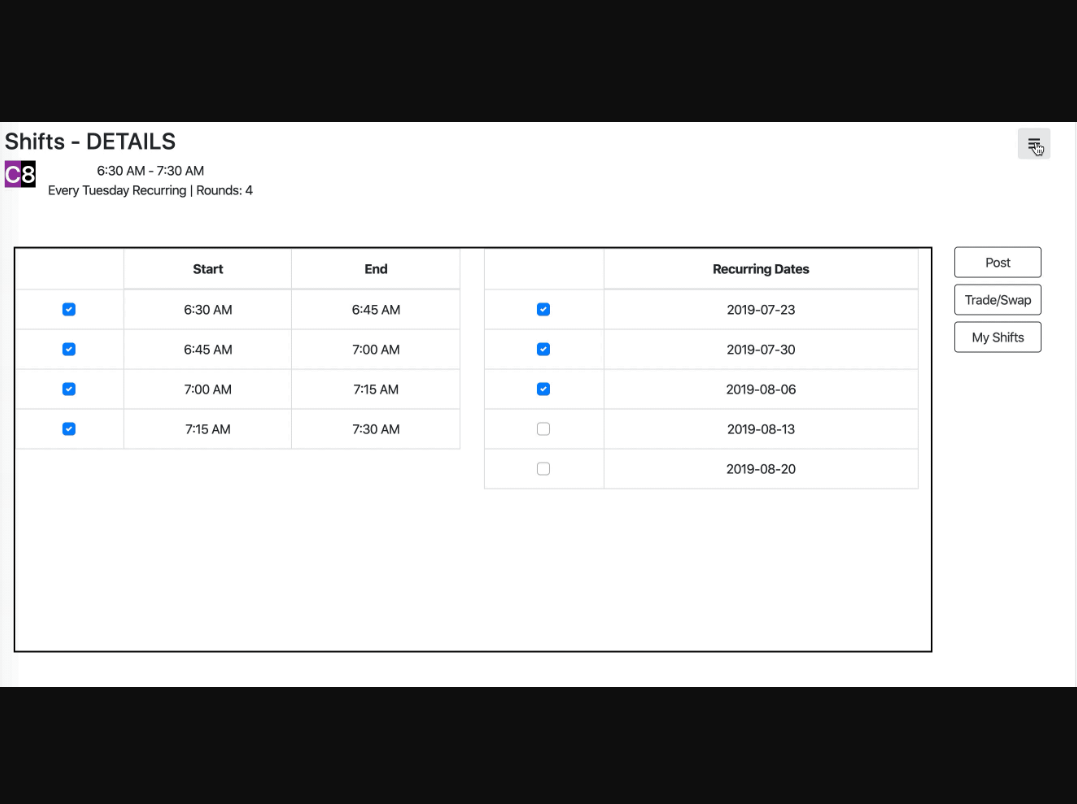 Shifts - DETAILS
C8
6:30 AM - 7:30 AM
Every Tuesday Recurring | Rounds: 4
Start End Recurring Dates
6:30 AM 6:45 AM 2019-07-23
6:45 AM 7:00 AM 2019-07-30
7:00 AM 7:15 AM 2019-08-06
7:15 AM 7:30 AM 2019-08-13
2019-08-20
Post
Trade/Swap
My Shifts